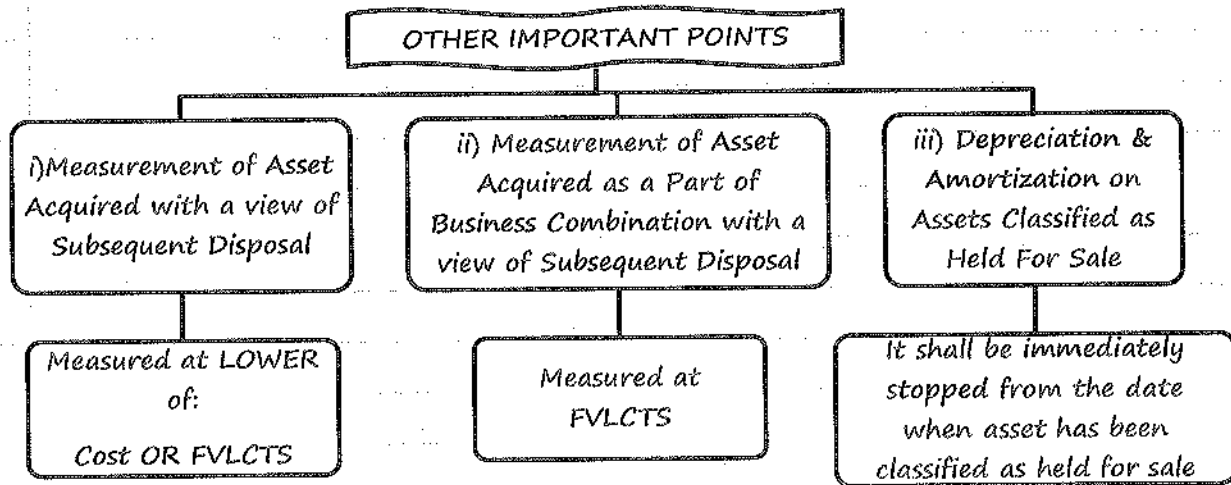 OTHER IMPORTANT POINTS
i)Measurement of Asset
Acquired with a view of
Subsequent Disposal
ii) Measurement of Asset
Acquired as a Part of
Business Combination with a
view of Subsequent Disposal
iii) Depreciation &
Amortization on
Assets Classified as
Held For Sale
Measured at LOWER
of:
Cost OR FVLCTS
Measured at
FVLCTS
It shall be immediately
stopped from the date
when asset has been
classified as held for sale